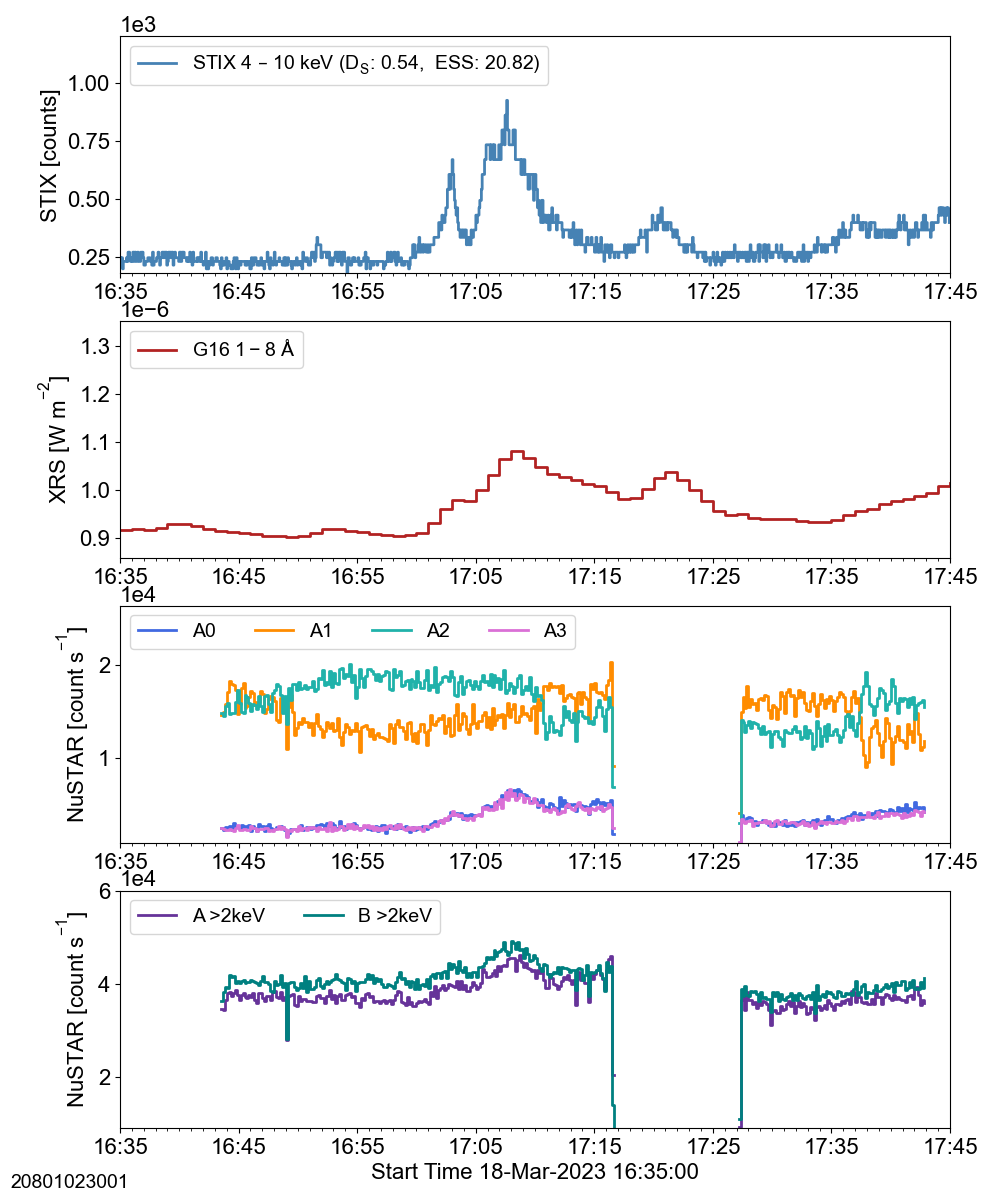 1e3
STIX 4 – 10 keV (D_S: 0.54, ESS: 20.82)
STIX [counts]
1.00
0.75
0.50
0.25
16:35 16:45 16:55 17:05 17:15 17:25 17:35 17:45
1e−6
G16 1 – 8 Å
XRS [W m⁻²]
1.3
1.2
1.1
1.0
0.9
16:35 16:45 16:55 17:05 17:15 17:25 17:35 17:45
1e4
A0 A1 A2 A3
NuSTAR [count s⁻¹]
2
1
16:35 16:45 16:55 17:05 17:15 17:25 17:35 17:45
1e4
A >2keV B >2keV
NuSTAR [count s⁻¹]
6
4
2
16:35 16:45 16:55 17:05 17:15 17:25 17:35 17:45
Start Time 18-Mar-2023 16:35:00
20801023001